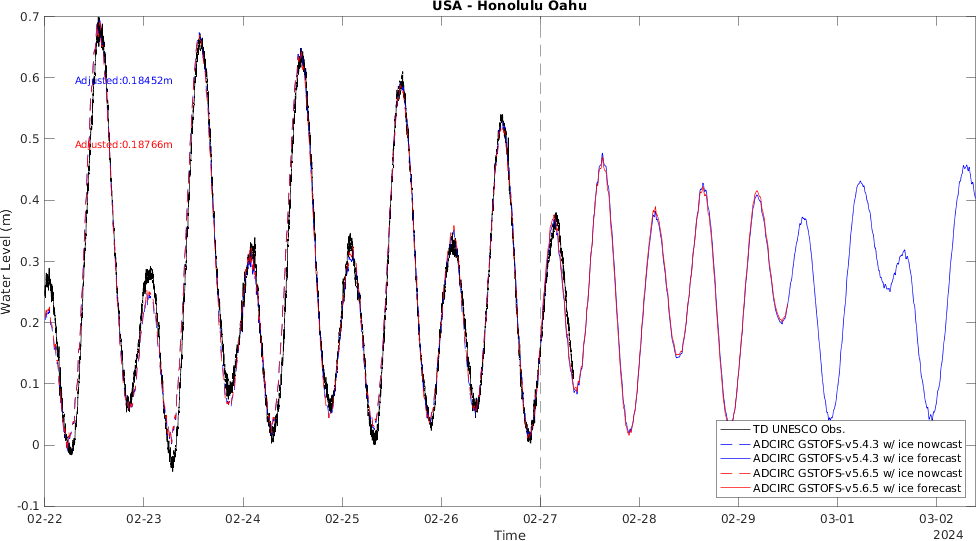 USA - Honolulu Oahu
0.7
0.6
0.5
0.4
0.3
0.2
0.1
0
-0.1
Water Level (m)
Adjusted:0.18452m
Adjusted:0.18766m
TD UNESCO Obs.
ADCIRC GSTOFS-v5.4.3 w/ ice nowcast
ADCIRC GSTOFS-v5.4.3 w/ ice forecast
ADCIRC GSTOFS-v5.6.5 w/ ice nowcast
ADCIRC GSTOFS-v5.6.5 w/ ice forecast
02-22 02-23 02-24 02-25 02-26 02-27 02-28 02-29 03-01 03-02
Time
2024